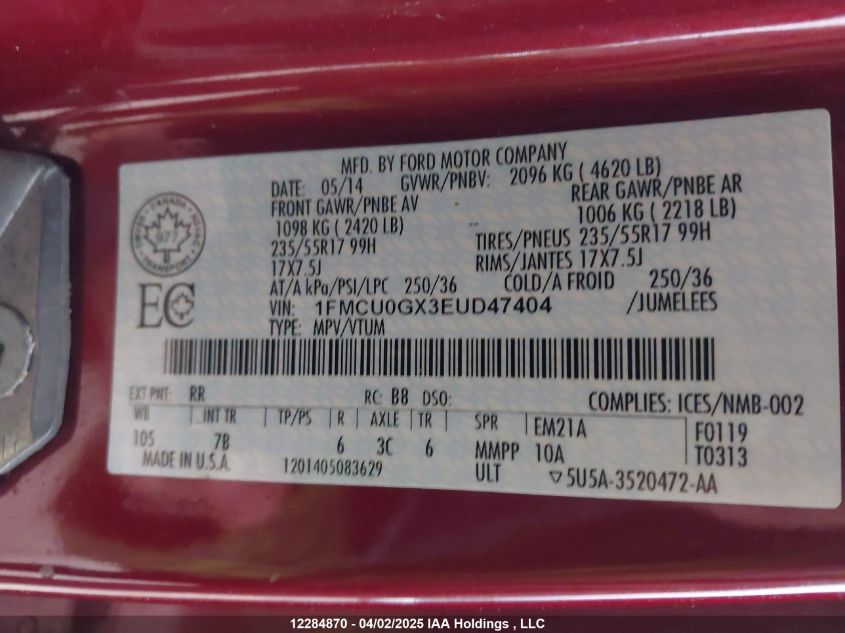 MFD. BY FORD MOTOR COMPANY
DATE: 05/14 GVWR/PNBV: 2096 KG ( 4620 LB)
FRONT GAWR/PNBE AV REAR GAWR/PNBE AR
1098 KG ( 2420 LB) 1006 KG ( 2218 LB)
235/55R17 99H TIRES/PNEUS 235/55R17 99H
17X7.5J RIMS/JANTES 17X7.5J
AT/A kPa/PSI/LPC 250/36 COLD/A FROID 250/36
VIN: 1FMCU0GX3EUD47404 /JUMELEES
TYPE: MPV/VTUM
CANADA
977
TRANSPORT
EC
EXT PNT: RR RC: B8 DSO: COMPLIES: ICES/NMB-002
WB INT TR TP/PS R AXLE TR SPR EM21A F0119
105 7B 6 3C 6 MMPP 10A T0313
MADE IN U.S.A. 1201405083629 ULT ▽5U5A-3520472-AA
12284870 - 04/02/2025 IAA Holdings , LLC